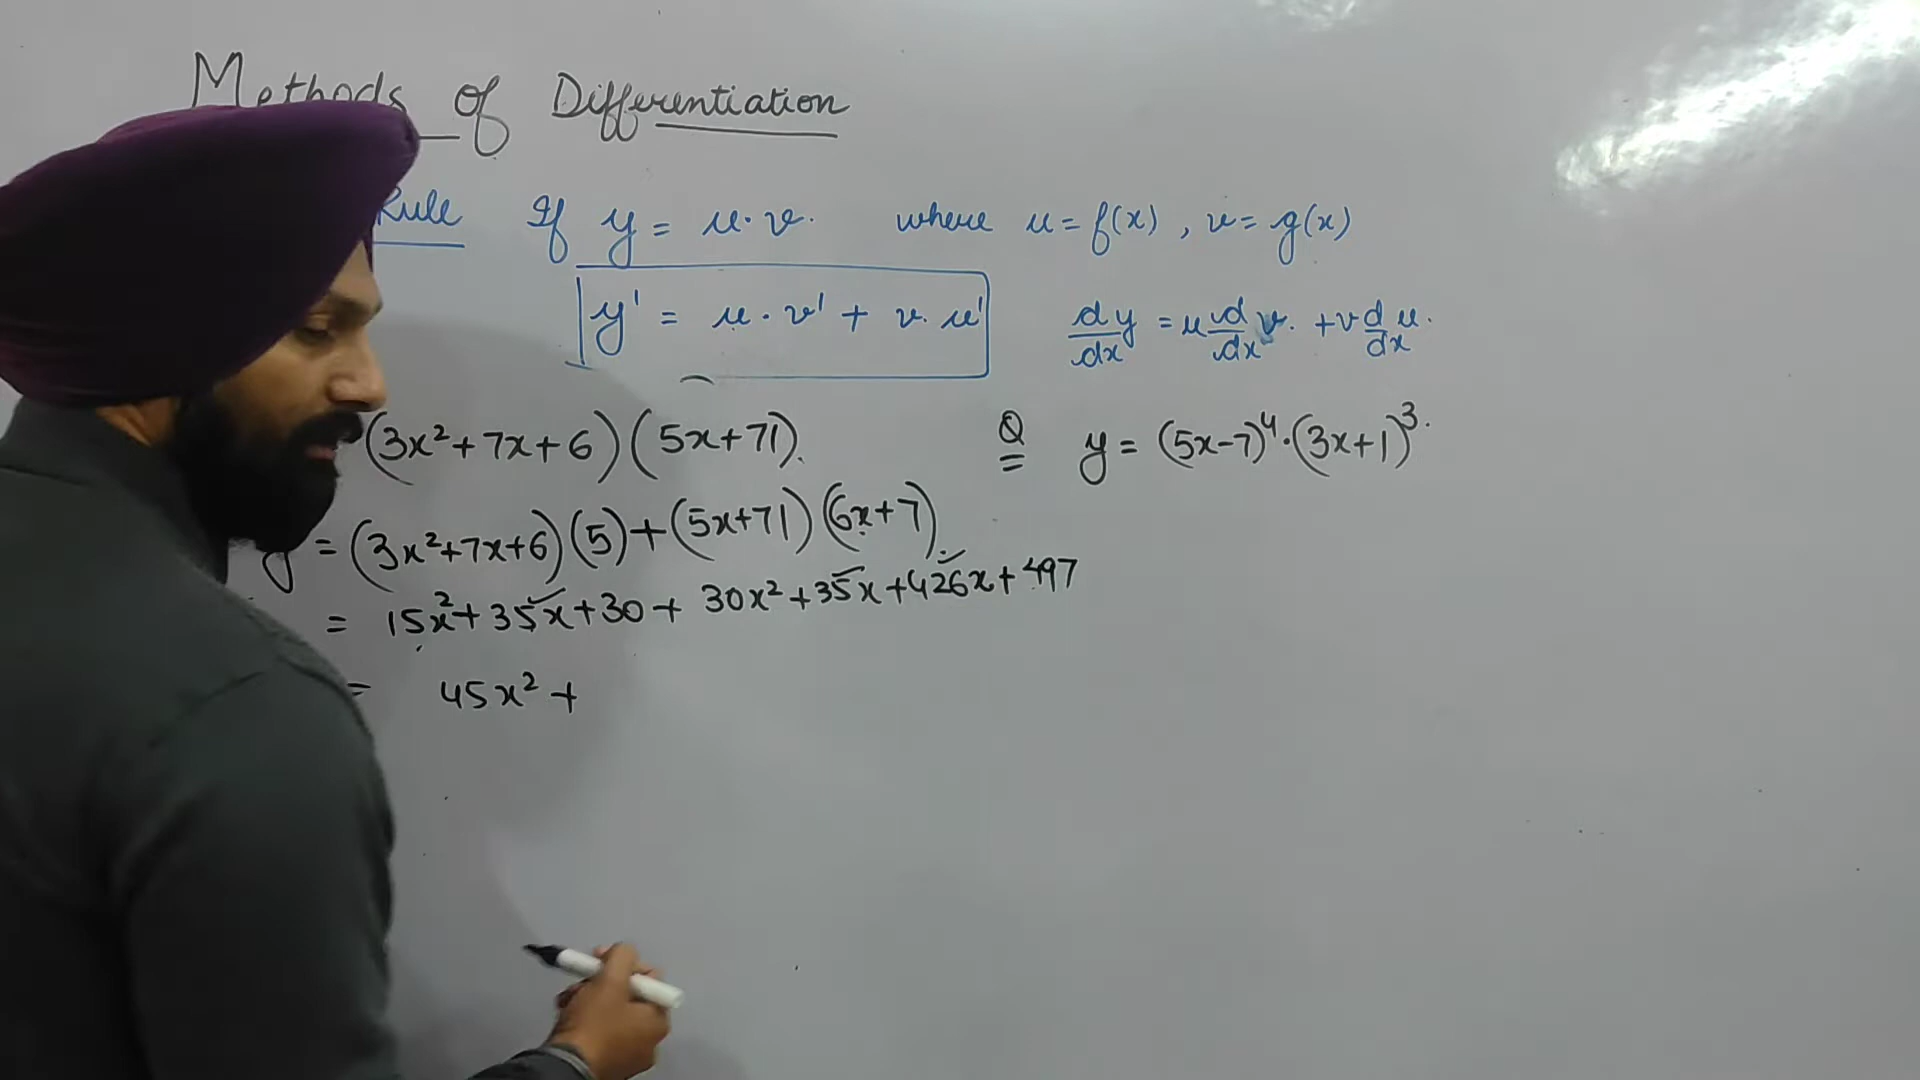 Methods of Differentiation
Rule If y = u·v. where u = f(x), v = g(x)
y' = u·v' + v·u' d/dx y = u d/dx v. + v d/dx u.
(3x²+7x+6)(5x+71). Q y = (5x-7)⁴·(3x+1)³.
y = (3x²+7x+6)(5)+(5x+71)(6x+7).
= 15x²+35x+30+30x²+35x+426x+497
= 45x² +